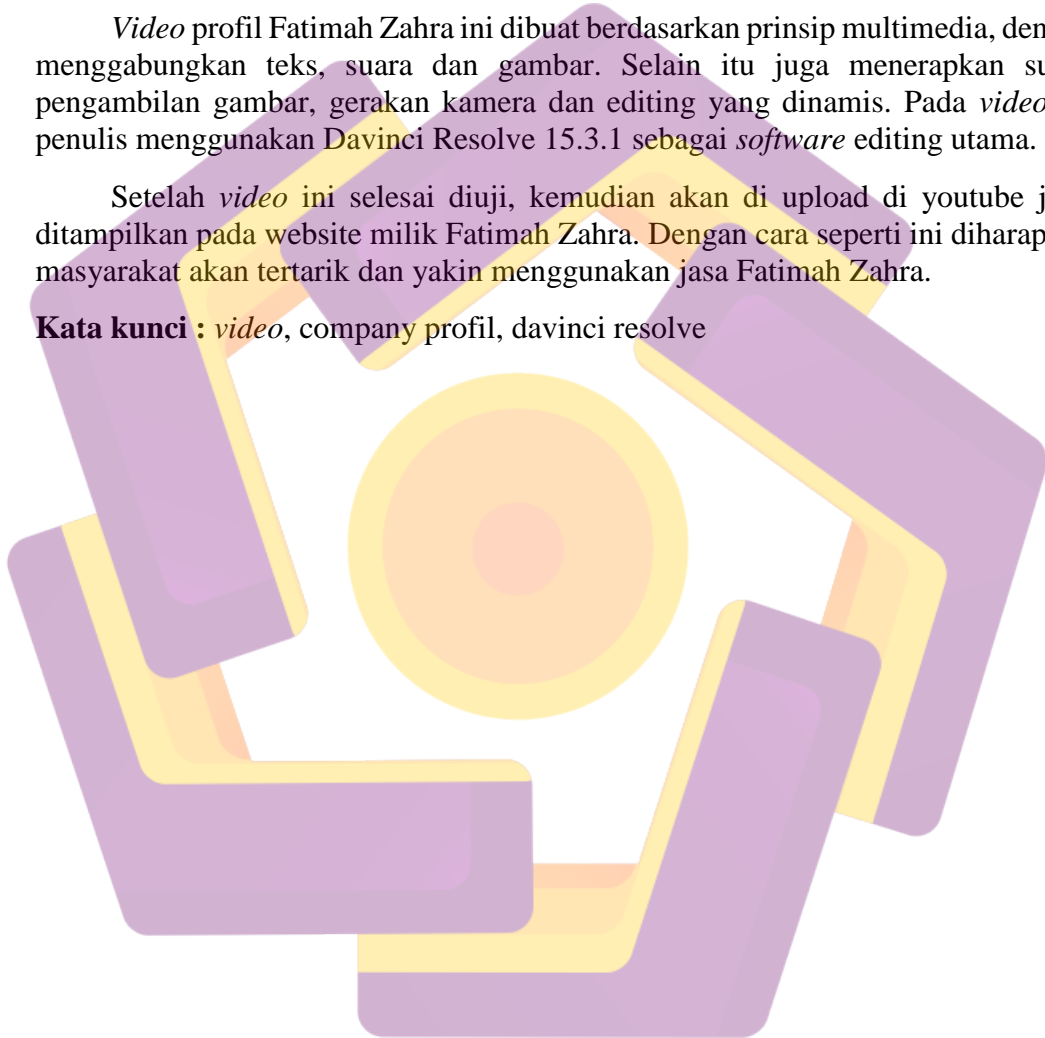 Video profil Fatimah Zahra ini dibuat berdasarkan prinsip multimedia, den
menggabungkan teks, suara dan gambar. Selain itu juga menerapkan su
pengambilan gambar, gerakan kamera dan editing yang dinamis. Pada video
penulis menggunakan Davinci Resolve 15.3.1 sebagai software editing utama.
Setelah video ini selesai diuji, kemudian akan di upload di youtube j
ditampilkan pada website milik Fatimah Zahra. Dengan cara seperti ini diharap
masyarakat akan tertarik dan yakin menggunakan jasa Fatimah Zahra.
Kata kunci : video, company profil, davinci resolve